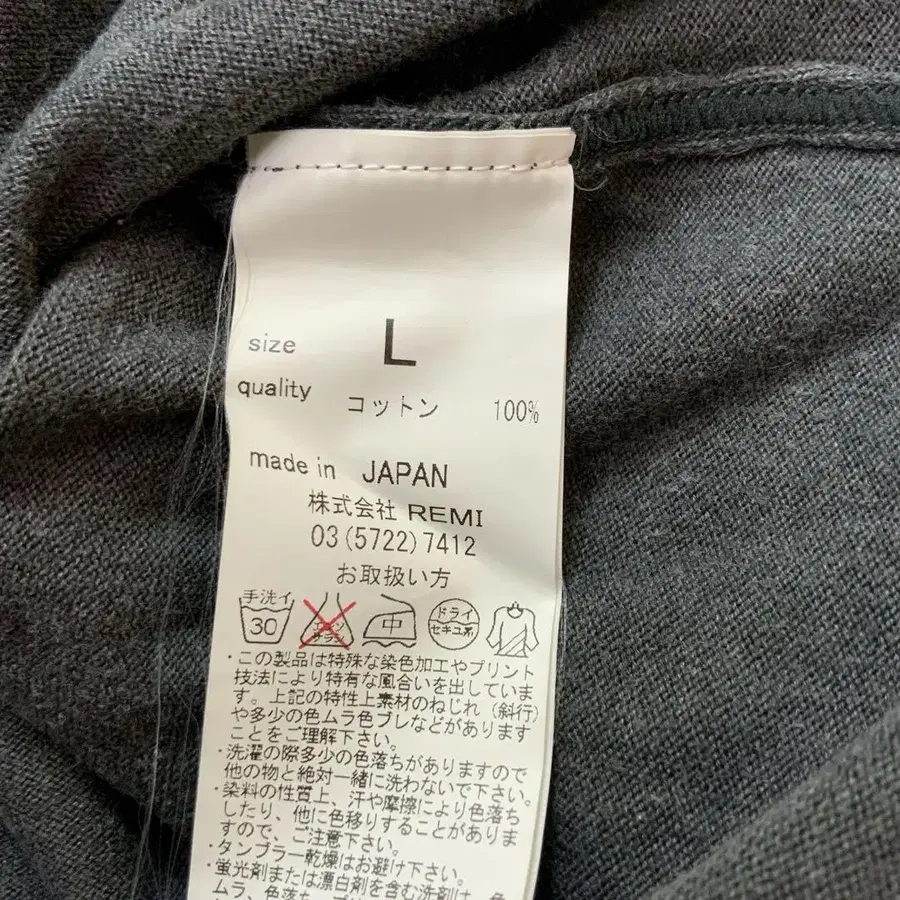 size L
quality コットン 100%
made in JAPAN
株式会社 REMI
03(5722)7412
お取扱い方
手洗イ
30 エンソ サラシ 中 ドライ セキユ系
・この製品は特殊な染色加工やプリント
技法により特有な風合いを出していま
す。上記の特性上素材のねじれ（斜行）
や多少の色ムラ色ブレなどがあります
ことをご理解下さい。
・洗濯の際多少の色落ちがありますので
他の物と絶対一緒に洗わないで下さい。
・染料の性質上、汗や摩擦により色落ち
したり、他に色移りすることがありま
すので、ご注意下さい。
・タンブラー乾燥はお避け下さい。
・蛍光剤または漂白剤を含む洗剤は、色
ムラ、色落ち、